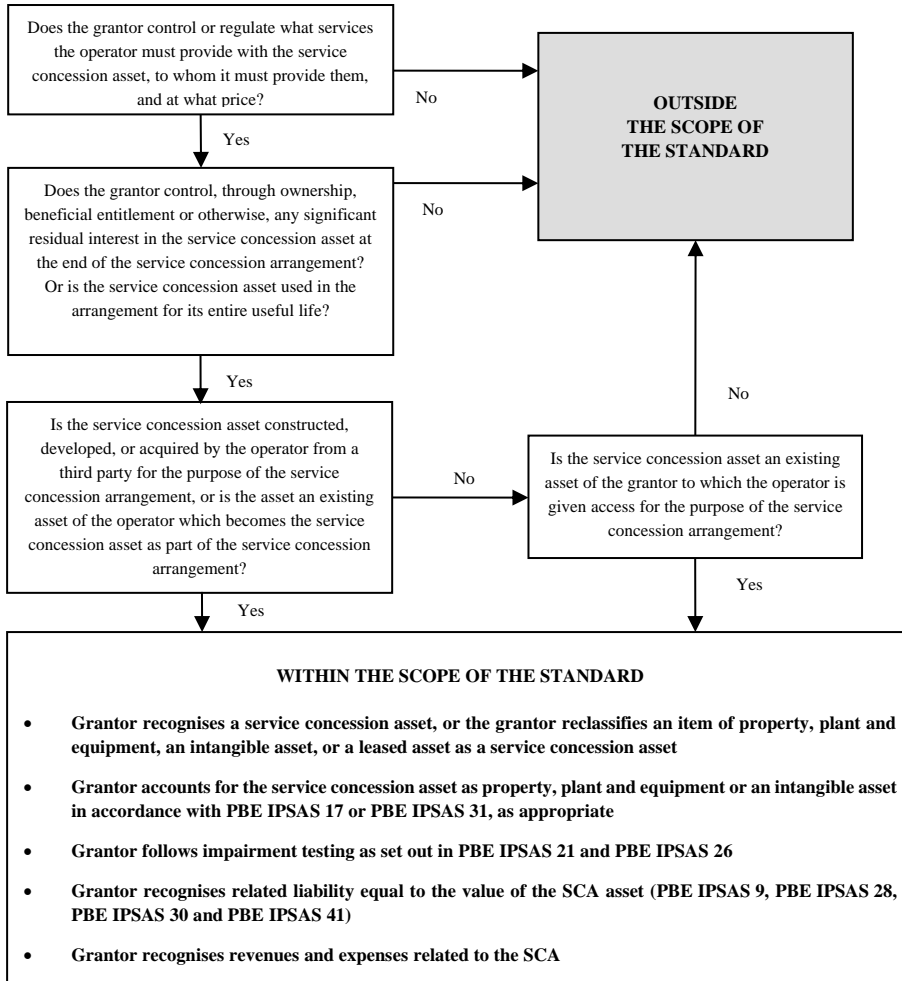 Does the grantor control or regulate what services
the operator must provide with the service
concession asset, to whom it must provide them,
and at what price?
No
OUTSIDE
THE SCOPE OF
THE STANDARD
Yes
Does the grantor control, through ownership,
beneficial entitlement or otherwise, any significant
residual interest in the service concession asset at
the end of the service concession arrangement?
Or is the service concession asset used in the
arrangement for its entire useful life?
No
Yes
No
Is the service concession asset constructed,
developed, or acquired by the operator from a
third party for the purpose of the service
concession arrangement, or is the asset an existing
asset of the operator which becomes the service
concession asset as part of the service concession
arrangement?
No
Is the service concession asset an existing
asset of the grantor to which the operator is
given access for the purpose of the service
concession arrangement?
Yes
Yes
WITHIN THE SCOPE OF THE STANDARD
• Grantor recognises a service concession asset, or the grantor reclassifies an item of property, plant and
equipment, an intangible asset, or a leased asset as a service concession asset
• Grantor accounts for the service concession asset as property, plant and equipment or an intangible asset
in accordance with PBE IPSAS 17 or PBE IPSAS 31, as appropriate
• Grantor follows impairment testing as set out in PBE IPSAS 21 and PBE IPSAS 26
• Grantor recognises related liability equal to the value of the SCA asset (PBE IPSAS 9, PBE IPSAS 28,
PBE IPSAS 30 and PBE IPSAS 41)
• Grantor recognises revenues and expenses related to the SCA